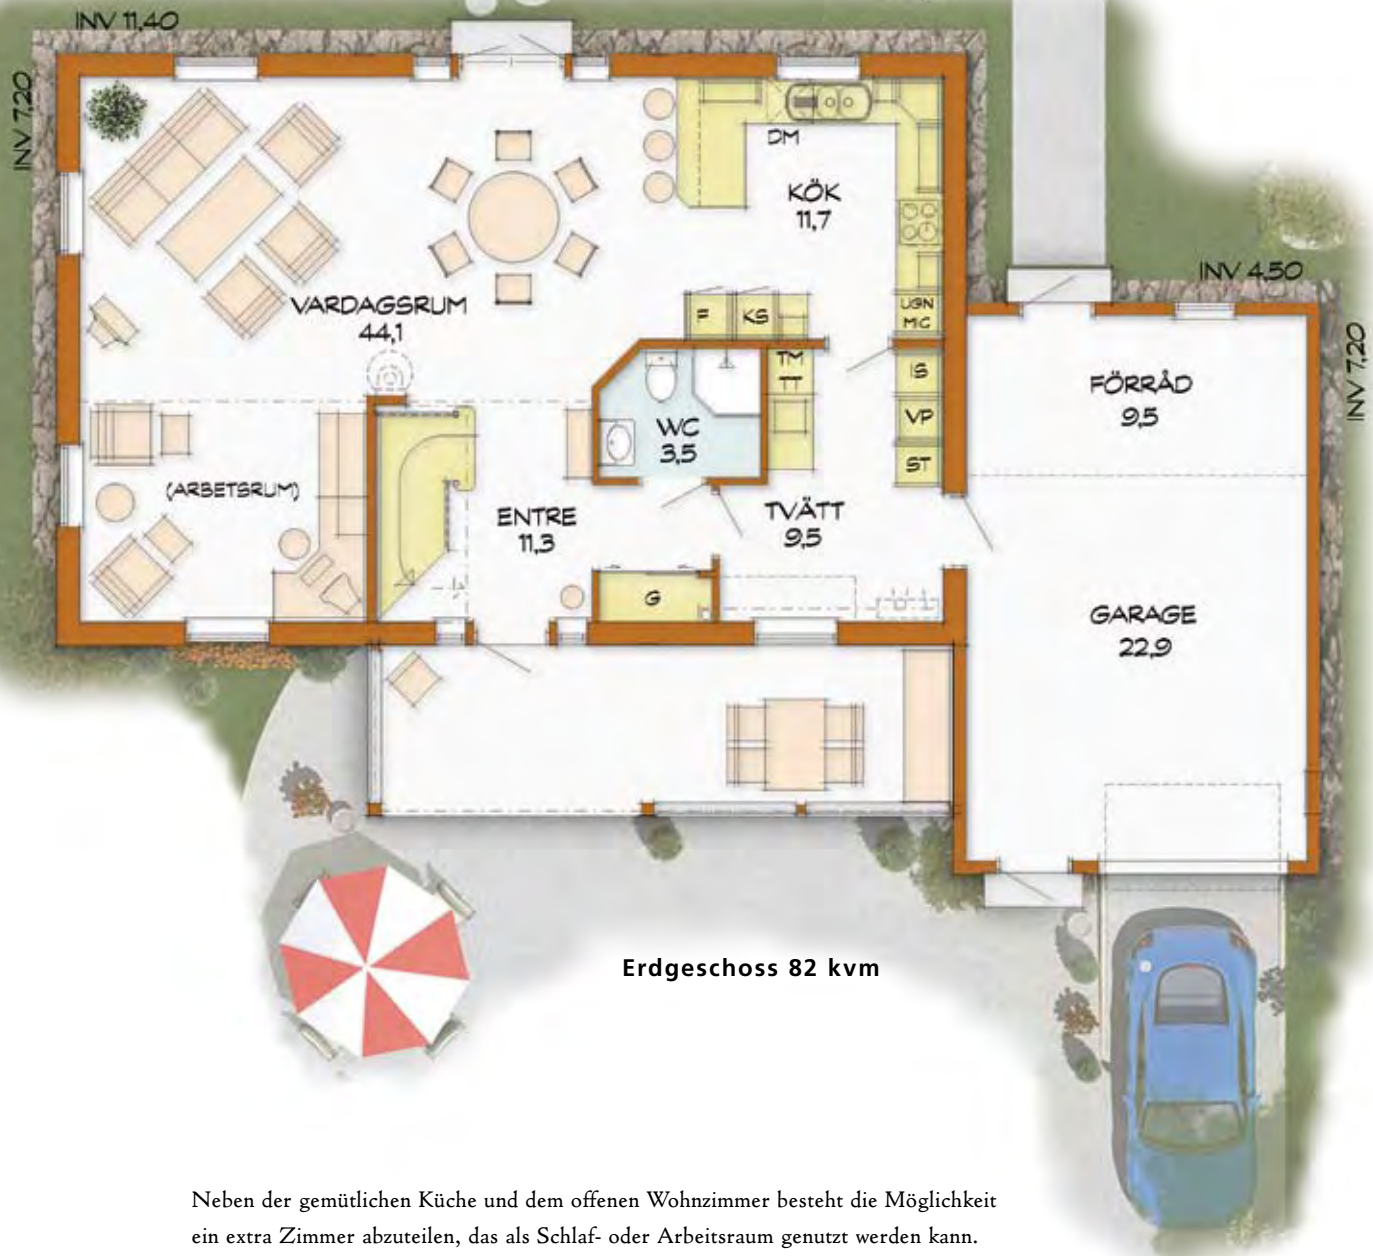 INV 11,40
INV 7,20
DM
KÖK
11,7
INV 4,50
INV 7,20
VARDAGSRUM
44,1
F
KS
UGN
MC
TM
TT
IS
VP
ST
FÖRRÅD
9,5
WC
3,5
(ARBETSRUM)
ENTRE
11,3
TVÄTT
9,5
G
GARAGE
22,9
Erdgeschoss 82 kvm
Neben der gemütlichen Küche und dem offenen Wohnzimmer besteht die Möglichkeit
ein extra Zimmer abzuteilen, das als Schlaf- oder Arbeitsraum genutzt werden kann.